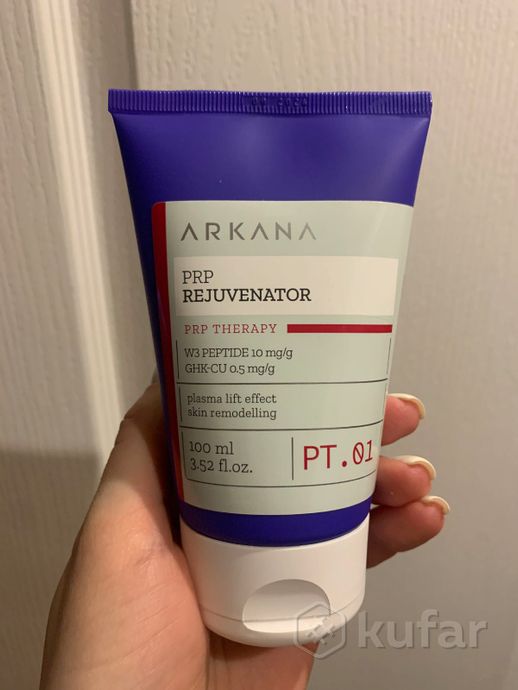 ARKANA
PRP
REJUVENATOR
PRP THERAPY
W3 PEPTIDE 10 mg/g
GHK-CU 0.5 mg/g
plasma lift effect
skin remodelling
100 ml
3.52 fl.oz.
PT.01
kufar